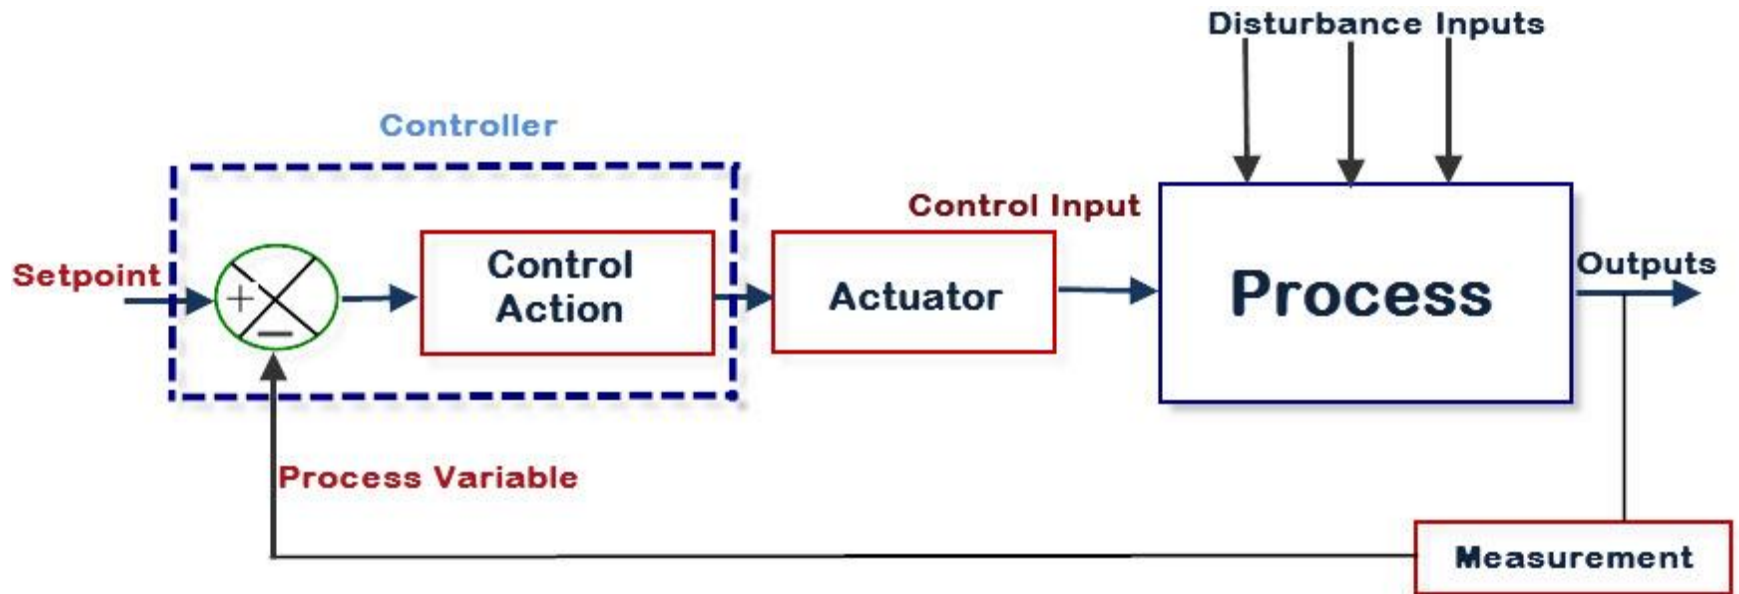 Disturbance Inputs
Controller
Control Input
Setpoint
+
−
Control
Action
Actuator
Process
Outputs
Process Variable
Measurement